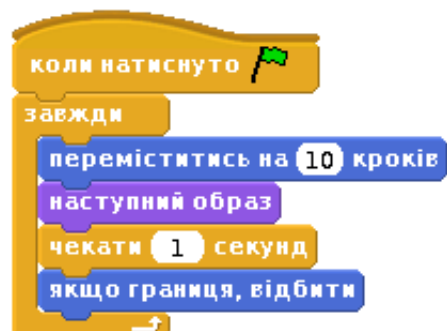 коли натиснуто
завжди
переміститись на 10 кроків
наступний образ
чекати 1 секунд
якщо границя, відбити